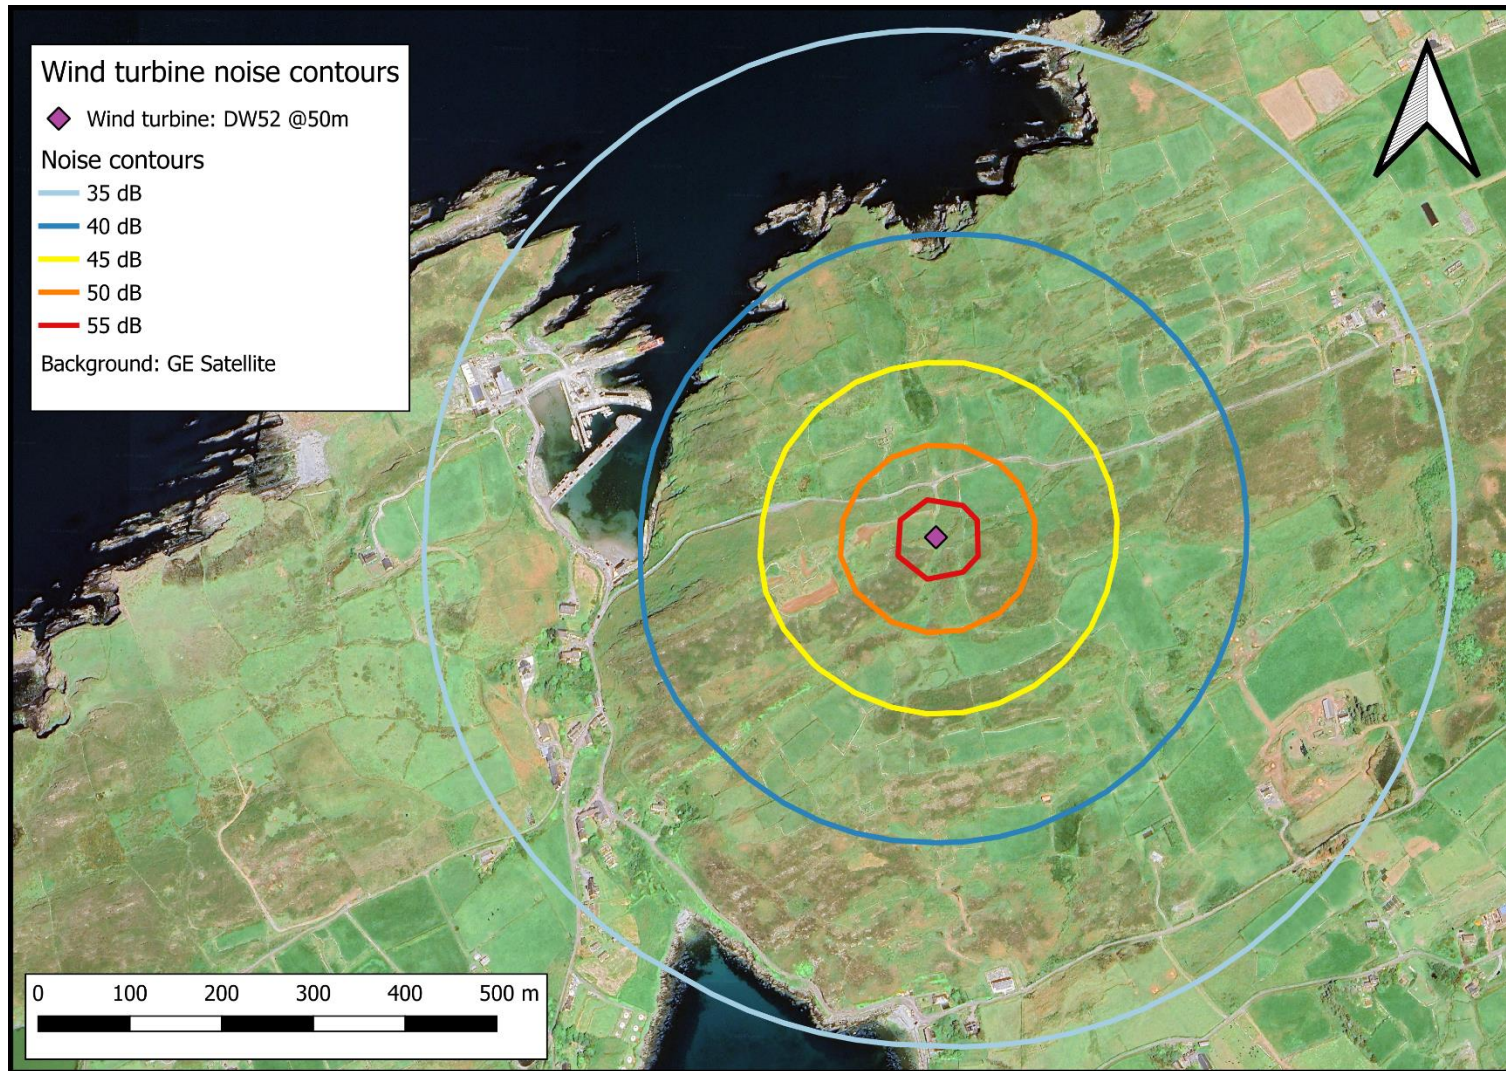 Wind turbine noise contours
Wind turbine: DW52 @50m
Noise contours
35 dB
40 dB
45 dB
50 dB
55 dB
Background: GE Satellite
0 100 200 300 400 500 m